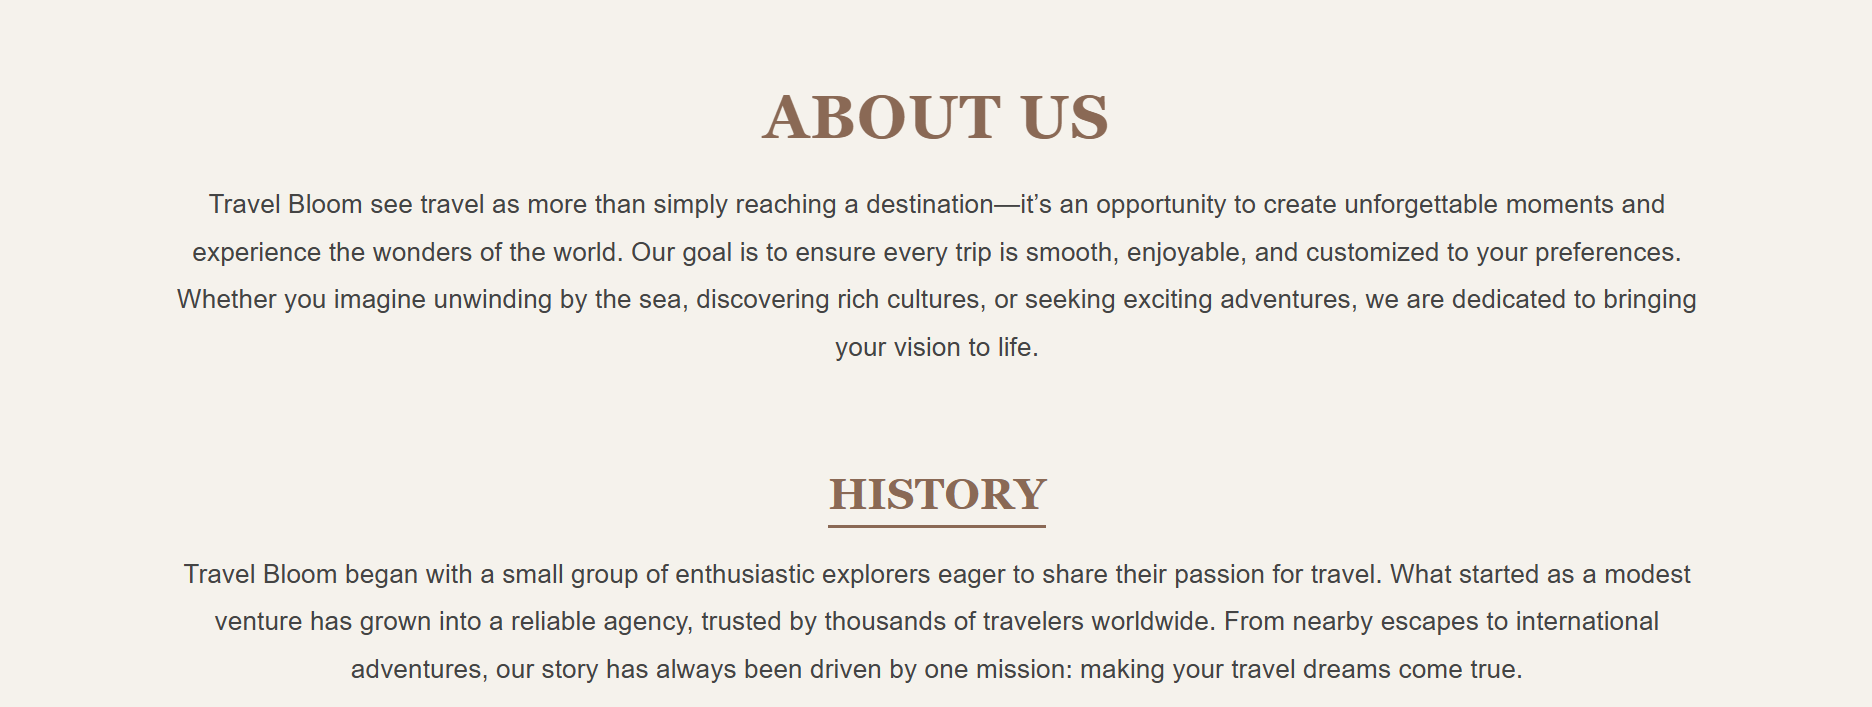 ABOUT US
Travel Bloom see travel as more than simply reaching a destination—it’s an opportunity to create unforgettable moments and
experience the wonders of the world. Our goal is to ensure every trip is smooth, enjoyable, and customized to your preferences.
Whether you imagine unwinding by the sea, discovering rich cultures, or seeking exciting adventures, we are dedicated to bringing
your vision to life.
HISTORY
Travel Bloom began with a small group of enthusiastic explorers eager to share their passion for travel. What started as a modest
venture has grown into a reliable agency, trusted by thousands of travelers worldwide. From nearby escapes to international
adventures, our story has always been driven by one mission: making your travel dreams come true.